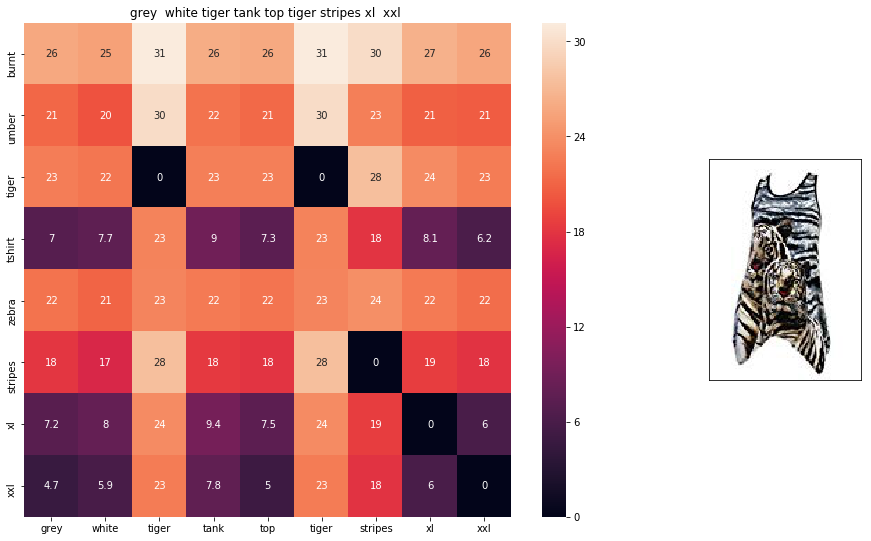 grey  white tiger tank top tiger stripes xl  xxl
burnt 26 25 31 26 26 31 30 27 26
umber 21 20 30 22 21 30 23 21 21
tiger 23 22 0 23 23 0 28 24 23
tshirt 7 7.7 23 9 7.3 23 18 8.1 6.2
zebra 22 21 23 22 22 23 24 22 22
stripes 18 17 28 18 18 28 0 19 18
xl 7.2 8 24 9.4 7.5 24 19 0 6
xxl 4.7 5.9 23 7.8 5 23 18 6 0
grey white tiger tank top tiger stripes xl xxl
30
24
18
12
6
0